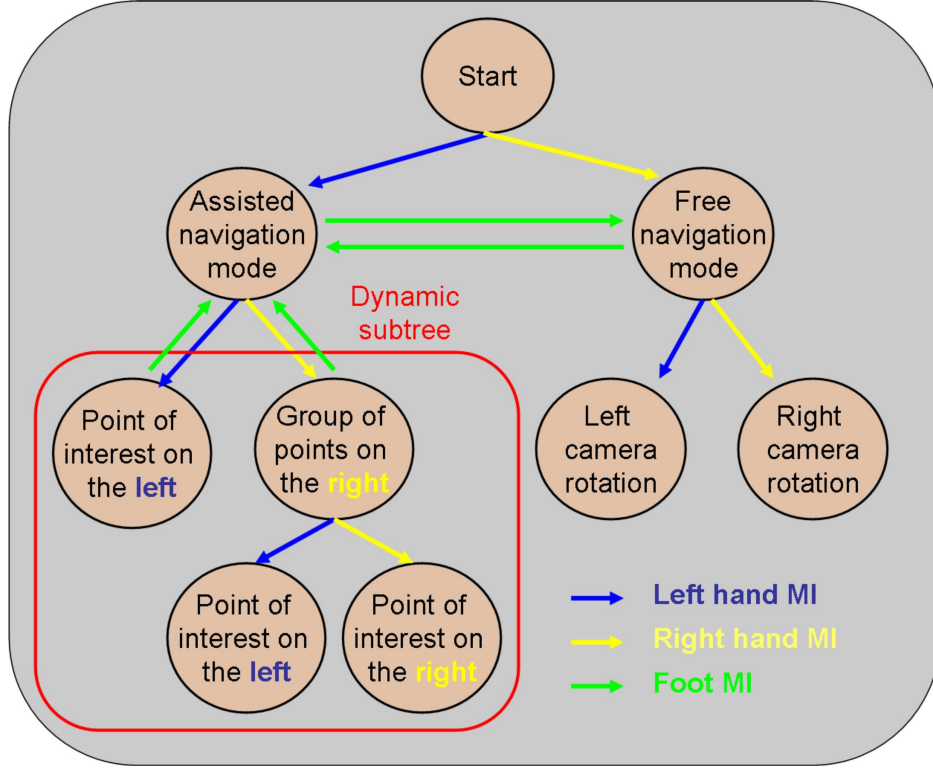 Start
Assisted
navigation
mode
Free
navigation
mode
Dynamic
subtree
Point of
interest on
the left
Group of
points on
the right
Left
camera
rotation
Right
camera
rotation
Point of
interest on
the left
Point of
interest on
the right
Left hand MI
Right hand MI
Foot MI